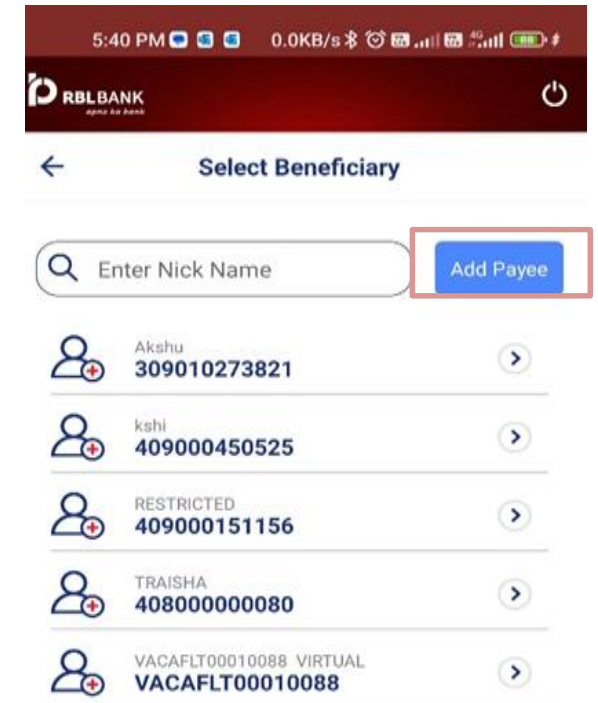 5:40 PM 0.0KB/s 4G
RBLBANK
apno ka bank
Select Beneficiary
Enter Nick Name
Add Payee
Akshu
309010273821
kshi
409000450525
RESTRICTED
409000151156
TRAISHA
408000000080
VACAFLT00010088 VIRTUAL
VACAFLT00010088